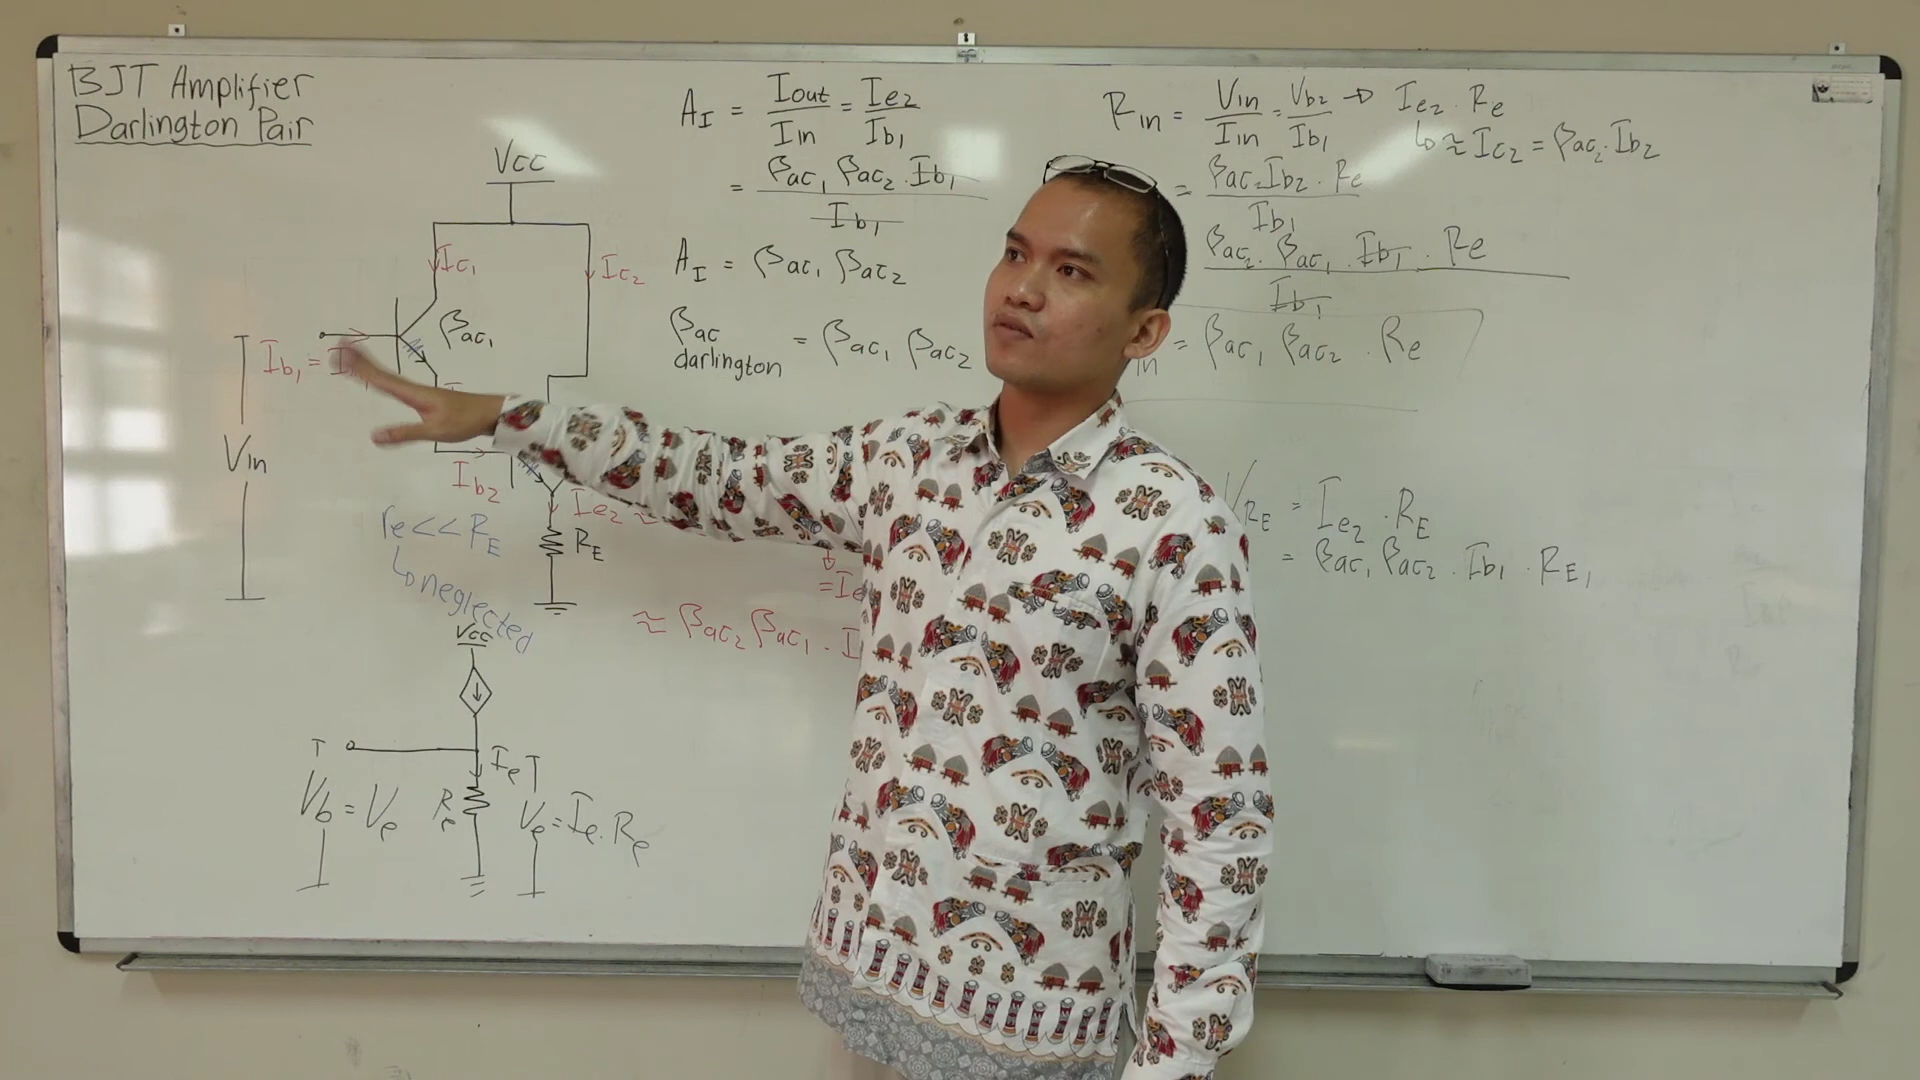 BJT Amplifier
Darlington Pair
VCC
Ic1
Ic2
βac1
Ib1 =
Vin
Ib2
Ie2 ≈
re << RE
↳ neglected
RE
≈ βac2 βac1 . I
VCC
Ie
Vb = Ve
Re
Ve = Ie . Re
AI = Iout/Iin = Ie2/Ib1
= βac1 βac2 . Ib1 / Ib1
AI = βac1 βac2
βac darlington = βac1 βac2
Rin = Vin/Iin = Vb2/Ib1 → Ie2 . Re
↳ ≈ Ic2 = βac2 . Ib2
= βac2 Ib2 . Re / Ib1
βac2 . βac1 . Ib1 . Re / Ib1
in = βac1 βac2 . Re
VRE = Ie2 . RE
= βac1 βac2 . Ib1 . RE1